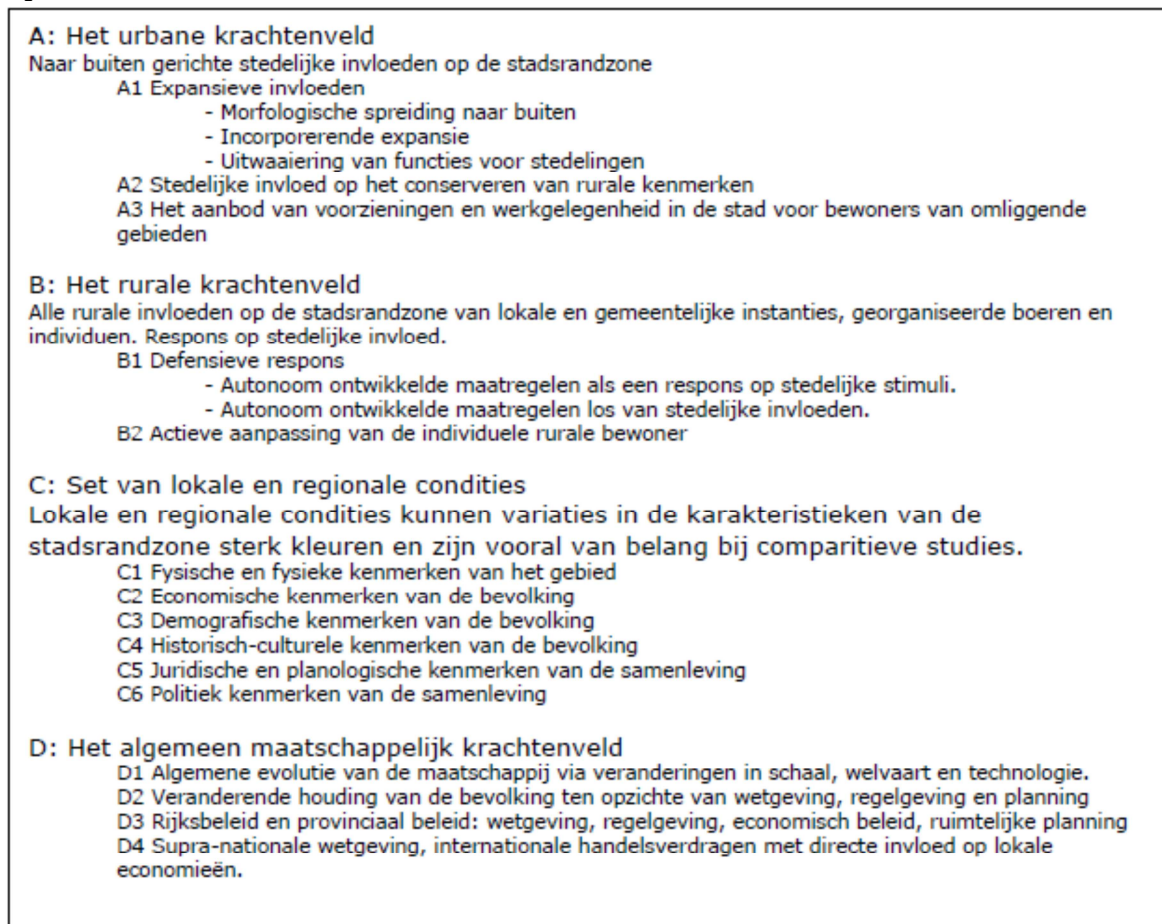 A: Het urbane krachtenveld
Naar buiten gerichte stedelijke invloeden op de stadsrandzone
A1 Expansieve invloeden
- Morfologische spreiding naar buiten
- Incorporerende expansie
- Uitwaaiering van functies voor stedelingen
A2 Stedelijke invloed op het conserveren van rurale kenmerken
A3 Het aanbod van voorzieningen en werkgelegenheid in de stad voor bewoners van omliggende
gebieden
B: Het rurale krachtenveld
Alle rurale invloeden op de stadsrandzone van lokale en gemeentelijke instanties, georganiseerde boeren en
individuen. Respons op stedelijke invloed.
B1 Defensieve respons
- Autonoom ontwikkelde maatregelen als een respons op stedelijke stimuli.
- Autonoom ontwikkelde maatregelen los van stedelijke invloeden.
B2 Actieve aanpassing van de individuele rurale bewoner
C: Set van lokale en regionale condities
Lokale en regionale condities kunnen variaties in de karakteristieken van de
stadsrandzone sterk kleuren en zijn vooral van belang bij comparitieve studies.
C1 Fysische en fysieke kenmerken van het gebied
C2 Economische kenmerken van de bevolking
C3 Demografische kenmerken van de bevolking
C4 Historisch-culturele kenmerken van de bevolking
C5 Juridische en planologische kenmerken van de samenleving
C6 Politiek kenmerken van de samenleving
D: Het algemeen maatschappelijk krachtenveld
D1 Algemene evolutie van de maatschappij via veranderingen in schaal, welvaart en technologie.
D2 Veranderende houding van de bevolking ten opzichte van wetgeving, regelgeving en planning
D3 Rijksbeleid en provinciaal beleid: wetgeving, regelgeving, economisch beleid, ruimtelijke planning
D4 Supra-nationale wetgeving, internationale handelsverdragen met directe invloed op lokale
economieën.